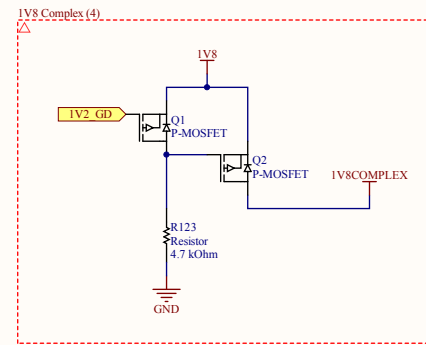 1V8 Complex (4)
1V8
1V2_GD
Q1
P-MOSFET
Q2
P-MOSFET
1V8COMPLEX
R123
Resistor
4.7 kOhm
GND